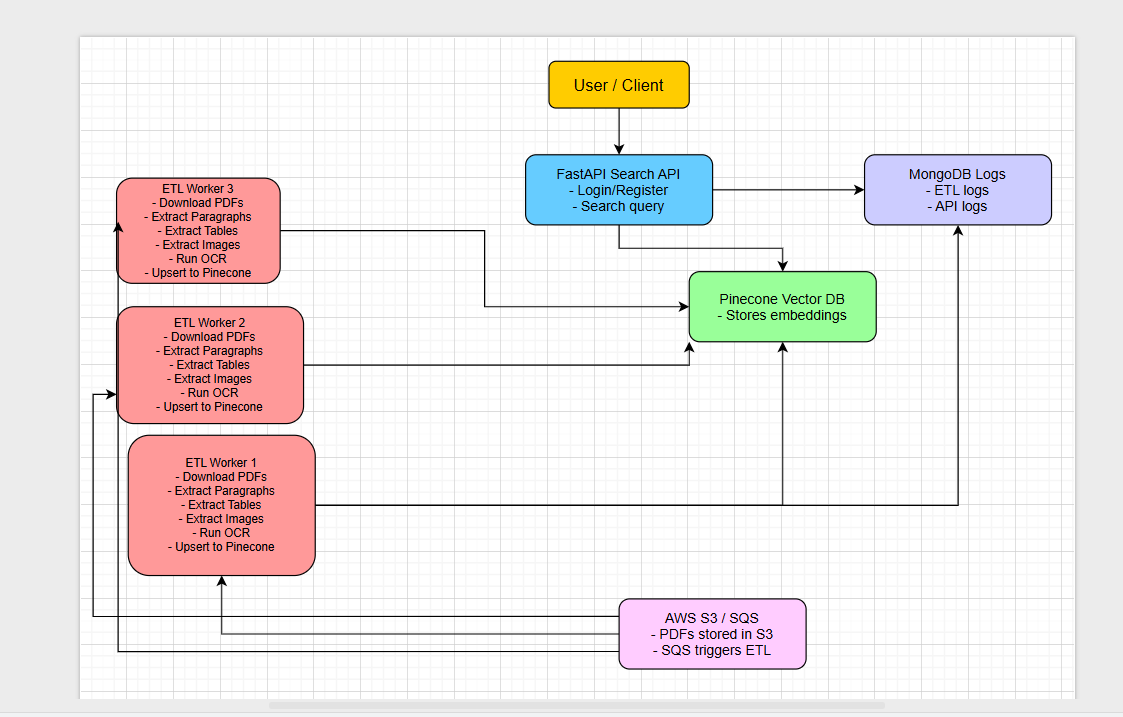 User / Client
FastAPI Search API
- Login/Register
- Search query
MongoDB Logs
- ETL logs
- API logs
ETL Worker 3
- Download PDFs
- Extract Paragraphs
- Extract Tables
- Extract Images
- Run OCR
- Upsert to Pinecone
Pinecone Vector DB
- Stores embeddings
ETL Worker 2
- Download PDFs
- Extract Paragraphs
- Extract Tables
- Extract Images
- Run OCR
- Upsert to Pinecone
ETL Worker 1
- Download PDFs
- Extract Paragraphs
- Extract Tables
- Extract Images
- Run OCR
- Upsert to Pinecone
AWS S3 / SQS
- PDFs stored in S3
- SQS triggers ETL